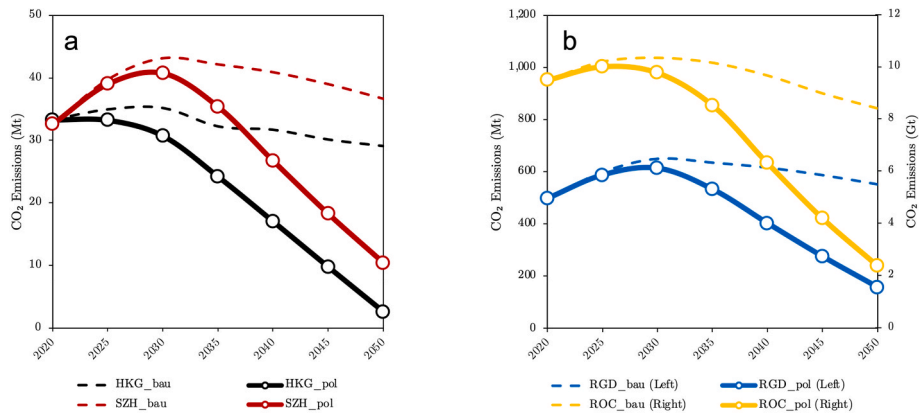 a
CO₂ Emissions (Mt)
50
40
30
20
10
0
2020 2025 2030 2035 2040 2045 2050
HKG_bau HKG_pol
SZH_bau SZH_pol
b
CO₂ Emissions (Mt)
1,200
1,000
800
600
400
200
0
12
10
8
6
4
2
0
CO₂ Emissions (Gt)
2020 2025 2030 2035 2040 2045 2050
RGD_bau (Left) RGD_pol (Left)
ROC_bau (Right) ROC_pol (Right)